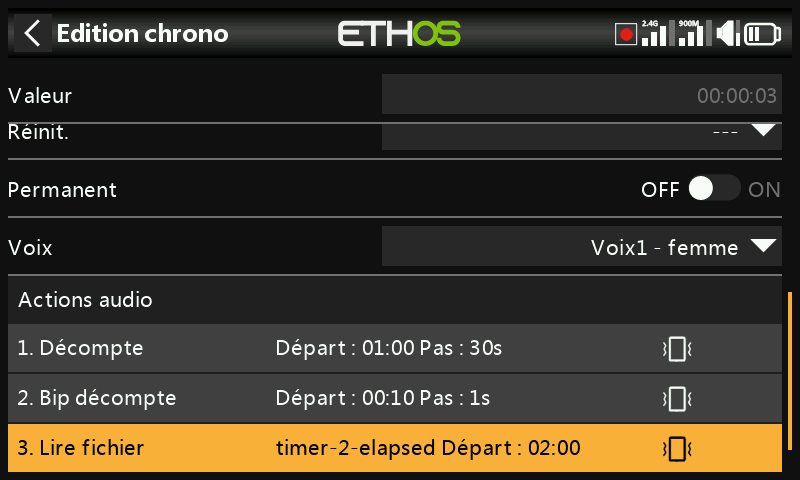 Edition chrono ETHOS 2.4G 900M
Valeur 00:00:03
Réinit. ---
Permanent OFF ON
Voix Voix1 - femme
Actions audio
1. Décompte Départ : 01:00 Pas : 30s
2. Bip décompte Départ : 00:10 Pas : 1s
3. Lire fichier timer-2-elapsed Départ : 02:00